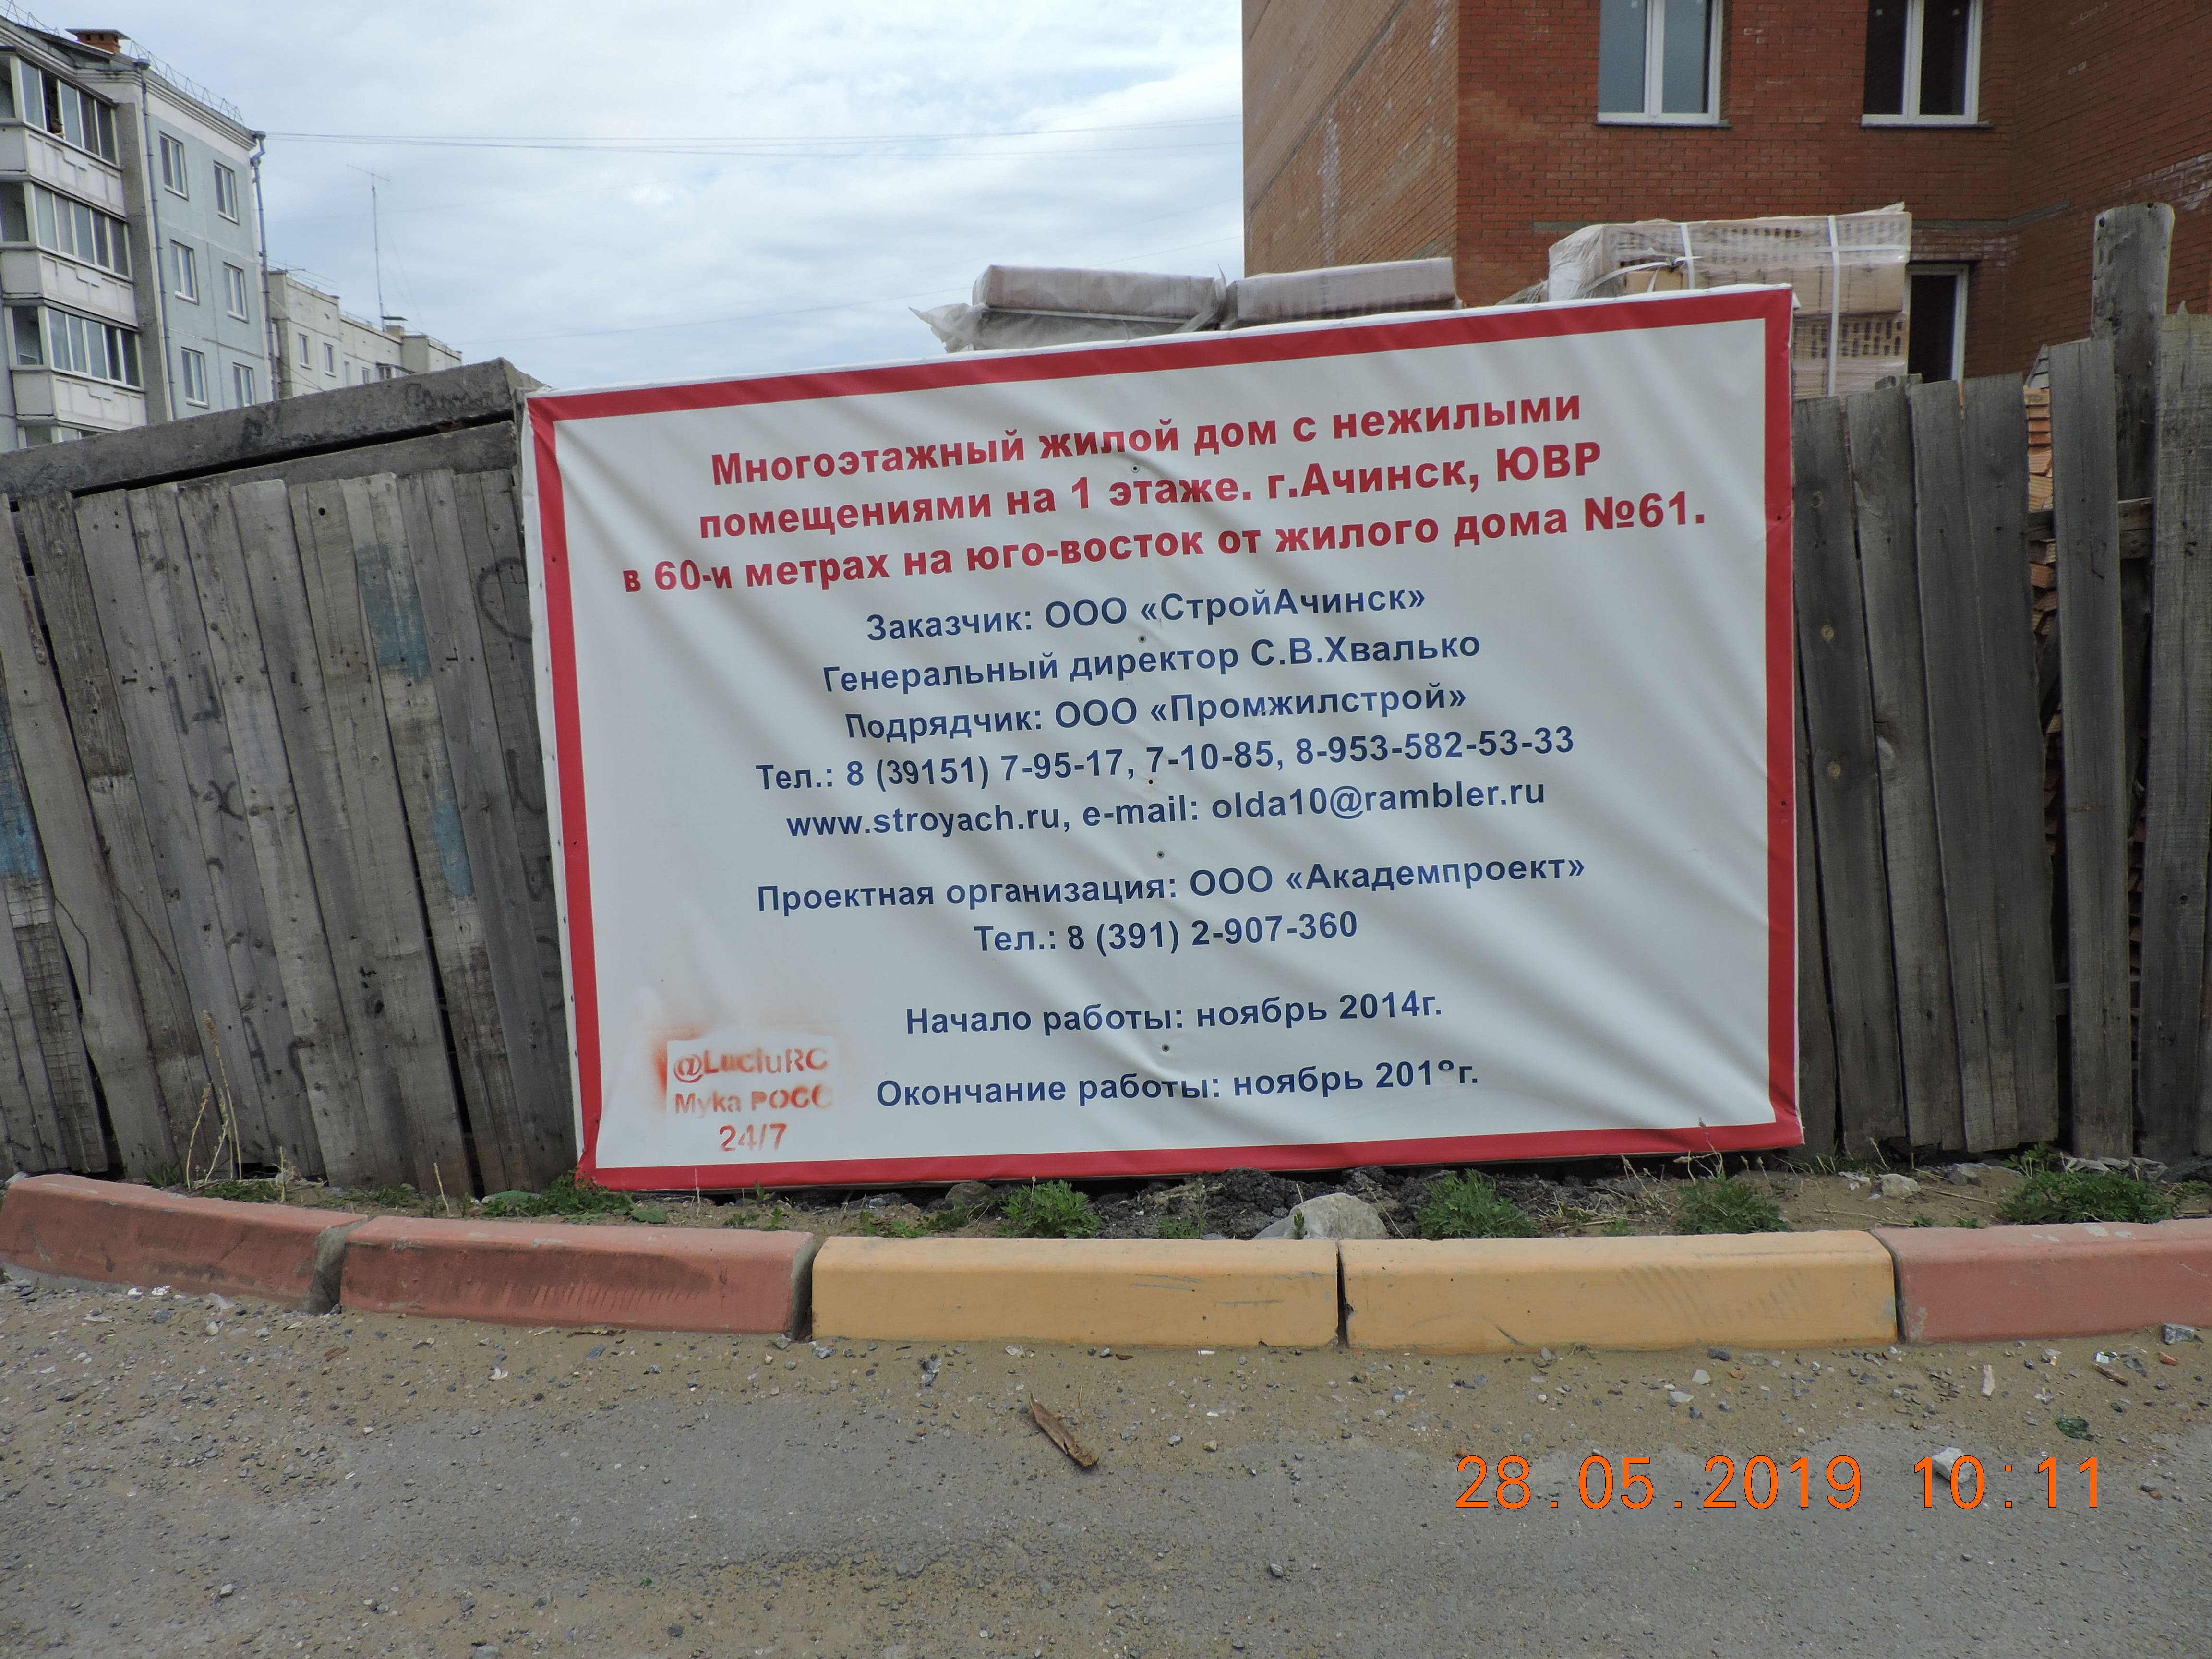 Многоэтажный жилой дом с нежилыми
помещениями на 1 этаже. г.Ачинск, ЮВР
в 60-и метрах на юго-восток от жилого дома №61.
Заказчик: ООО «СтройАчинск»
Генеральный директор С.В.Хвалько
Подрядчик: ООО «Промжилстрой»
Тел.: 8 (39151) 7-95-17, 7-10-85, 8-953-582-53-33
www.stroyach.ru, e-mail: olda10@rambler.ru
Проектная организация: ООО «Академпроект»
Тел.: 8 (391) 2-907-360
Начало работы: ноябрь 2014г.
Окончание работы: ноябрь
@LuciuRC
Myka РОСС
24/7
28.05.2019 10:11